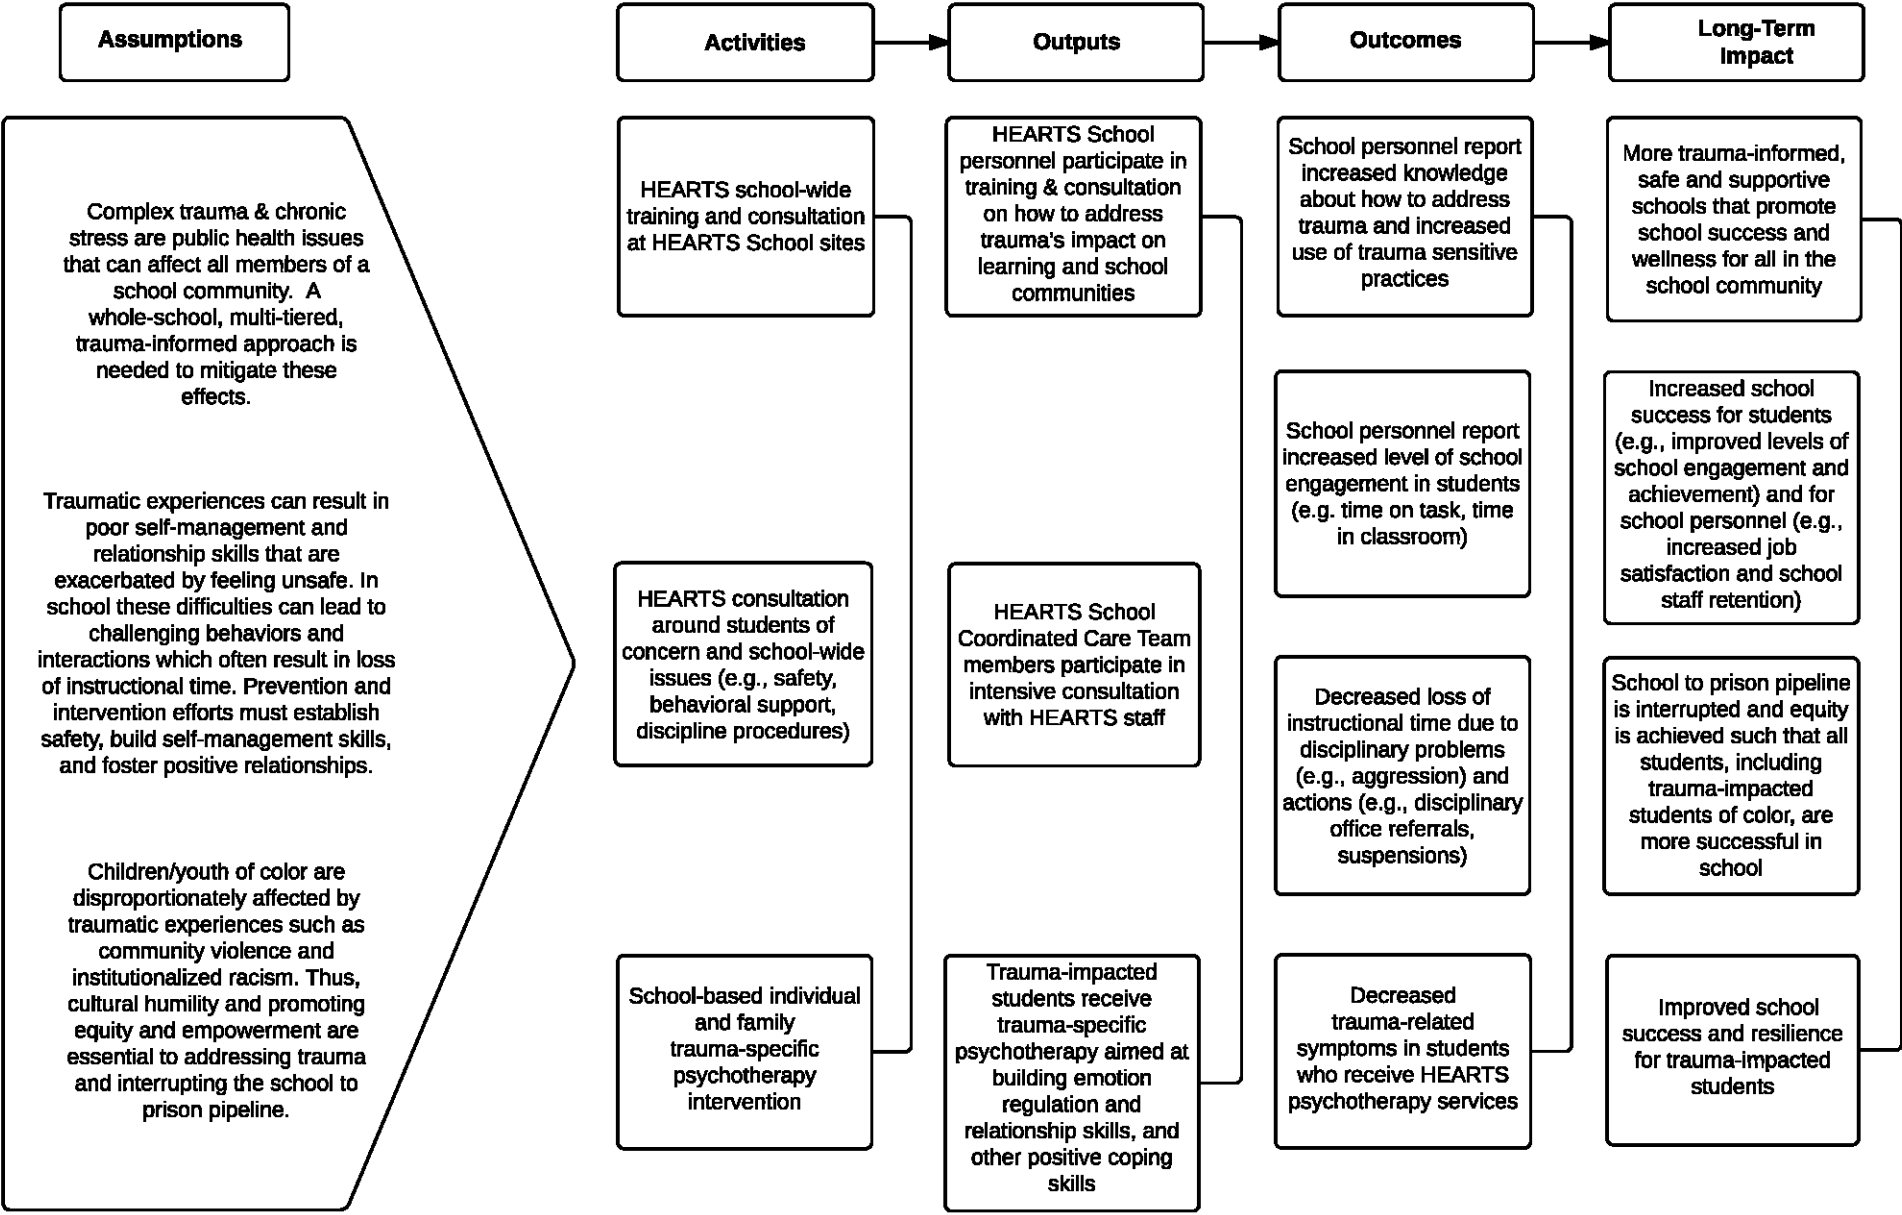 Assumptions
Activities
Outputs
Outcomes
Long-Term
Impact
Complex trauma & chronic
stress are public health issues
that can affect all members of a
school community.  A
whole-school, multi-tiered,
trauma-informed approach is
needed to mitigate these
effects.
Traumatic experiences can result in
poor self-management and
relationship skills that are
exacerbated by feeling unsafe. In
school these difficulties can lead to
challenging behaviors and
interactions which often result in loss
of instructional time. Prevention and
intervention efforts must establish
safety, build self-management skills,
and foster positive relationships.
Children/youth of color are
disproportionately affected by
traumatic experiences such as
community violence and
institutionalized racism. Thus,
cultural humility and promoting
equity and empowerment are
essential to addressing trauma
and interrupting the school to
prison pipeline.
HEARTS school-wide
training and consultation
at HEARTS School sites
HEARTS consultation
around students of
concern and school-wide
issues (e.g., safety,
behavioral support,
discipline procedures)
School-based individual
and family
trauma-specific
psychotherapy
intervention
HEARTS School
personnel participate in
training & consultation
on how to address
trauma's impact on
learning and school
communities
HEARTS School
Coordinated Care Team
members participate in
intensive consultation
with HEARTS staff
Trauma-impacted
students receive
trauma-specific
psychotherapy aimed at
building emotion
regulation and
relationship skills, and
other positive coping
skills
School personnel report
increased knowledge
about how to address
trauma and increased
use of trauma sensitive
practices
School personnel report
increased level of school
engagement in students
(e.g. time on task, time
in classroom)
Decreased loss of
instructional time due to
disciplinary problems
(e.g., aggression) and
actions (e.g., disciplinary
office referrals,
suspensions)
Decreased
trauma-related
symptoms in students
who receive HEARTS
psychotherapy services
More trauma-informed,
safe and supportive
schools that promote
school success and
wellness for all in the
school community
Increased school
success for students
(e.g., improved levels of
school engagement and
achievement) and for
school personnel (e.g.,
increased job
satisfaction and school
staff retention)
School to prison pipeline
is interrupted and equity
is achieved such that all
students, including
trauma-impacted
students of color, are
more successful in
school
Improved school
success and resilience
for trauma-impacted
students